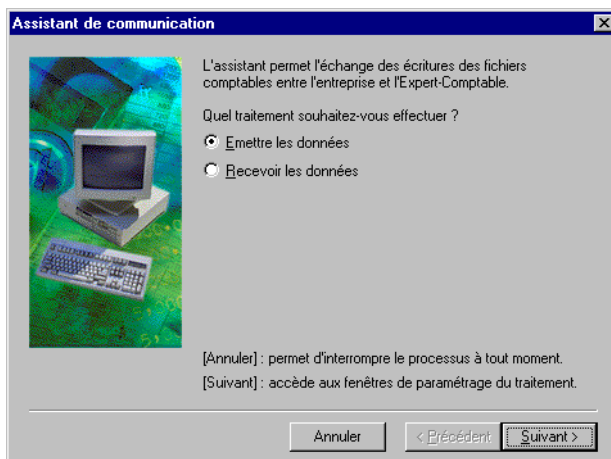 Assistant de communication
L'assistant permet l'échange des écritures des fichiers
comptables entre l'entreprise et l'Expert-Comptable.
Quel traitement souhaitez-vous effectuer ?
Emettre les données
Recevoir les données
[Annuler] : permet d'interrompre le processus à tout moment.
[Suivant] : accède aux fenêtres de paramétrage du traitement.
Annuler
< Précédent
Suivant >